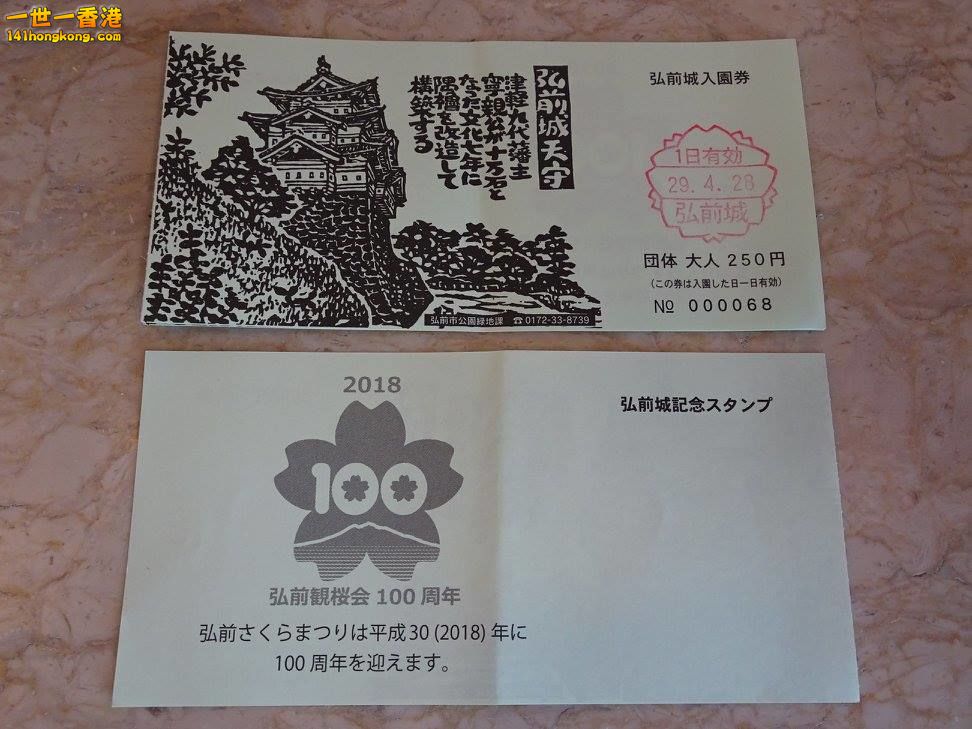 一世一香港
141hongkong.com
弘前城天守
津軽九代藩主
寧親公が十万石と
なった文化七年に
隅櫓を改造して
構築する
弘前市公園緑地課 ☎0172-33-8739
弘前城入園券
1日有効
29.4.28
弘前城
団体 大人 250円
(この券は入園した日一日有効)
№ 000068
2018
100
弘前観桜会 100 周年
弘前さくらまつりは平成30 (2018) 年に
100 周年を迎えます。
弘前城記念スタンプ